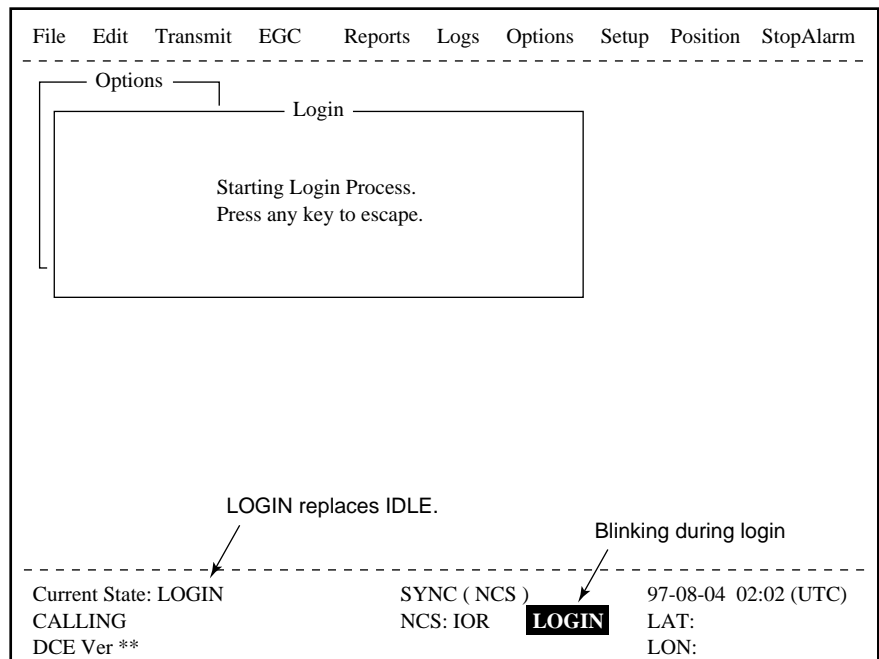 File Edit Transmit EGC Reports Logs Options Setup Position StopAlarm
Options
Login
Starting Login Process.
Press any key to escape.
LOGIN replaces IDLE.
Blinking during login
Current State: LOGIN SYNC ( NCS ) 97-08-04 02:02 (UTC)
CALLING NCS: IOR LOGIN LAT:
DCE Ver ** LON: